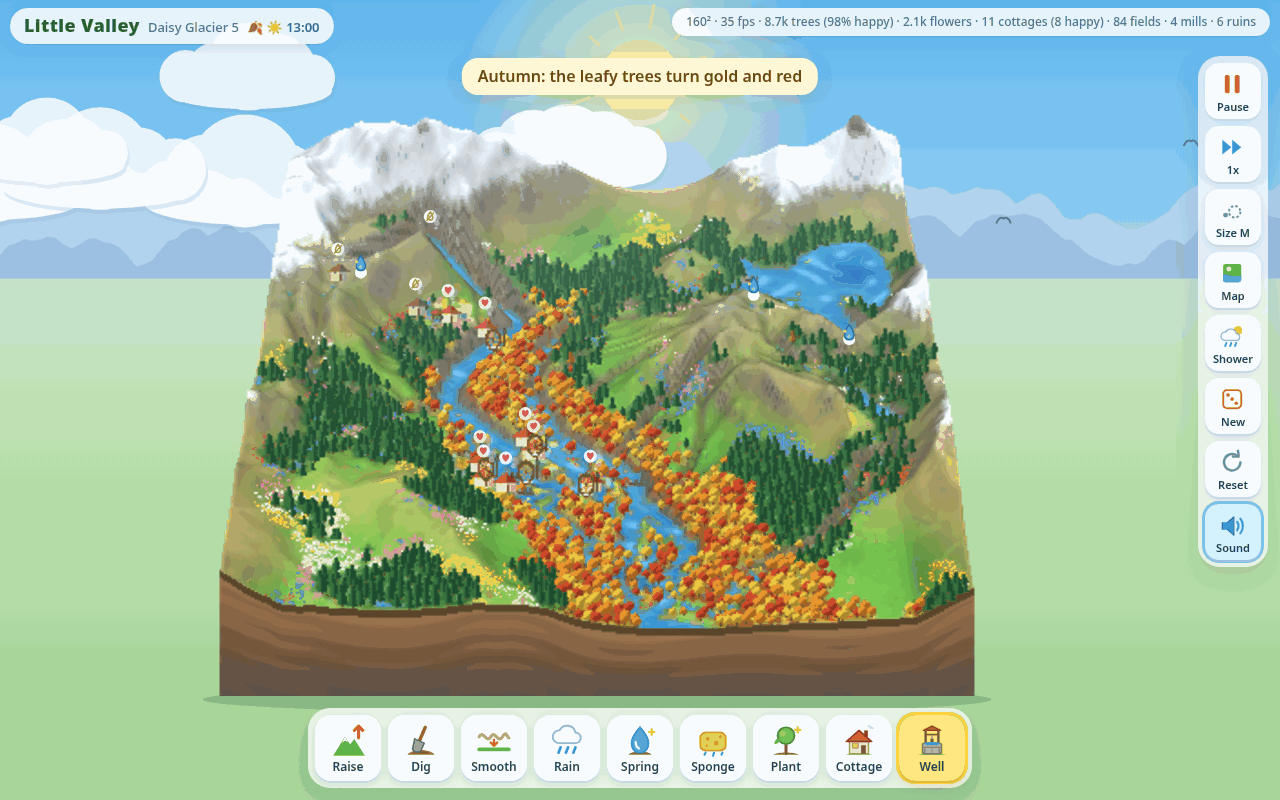 Little Valley Daisy Glacier 5 13:00
160² · 35 fps · 8.7k trees (98% happy) · 2.1k flowers · 11 cottages (8 happy) · 84 fields · 4 mills · 6 ruins
Autumn: the leafy trees turn gold and red
Pause
1x
Size M
Map
Shower
New
Reset
Sound
Raise
Dig
Smooth
Rain
Spring
Sponge
Plant
Cottage
Well